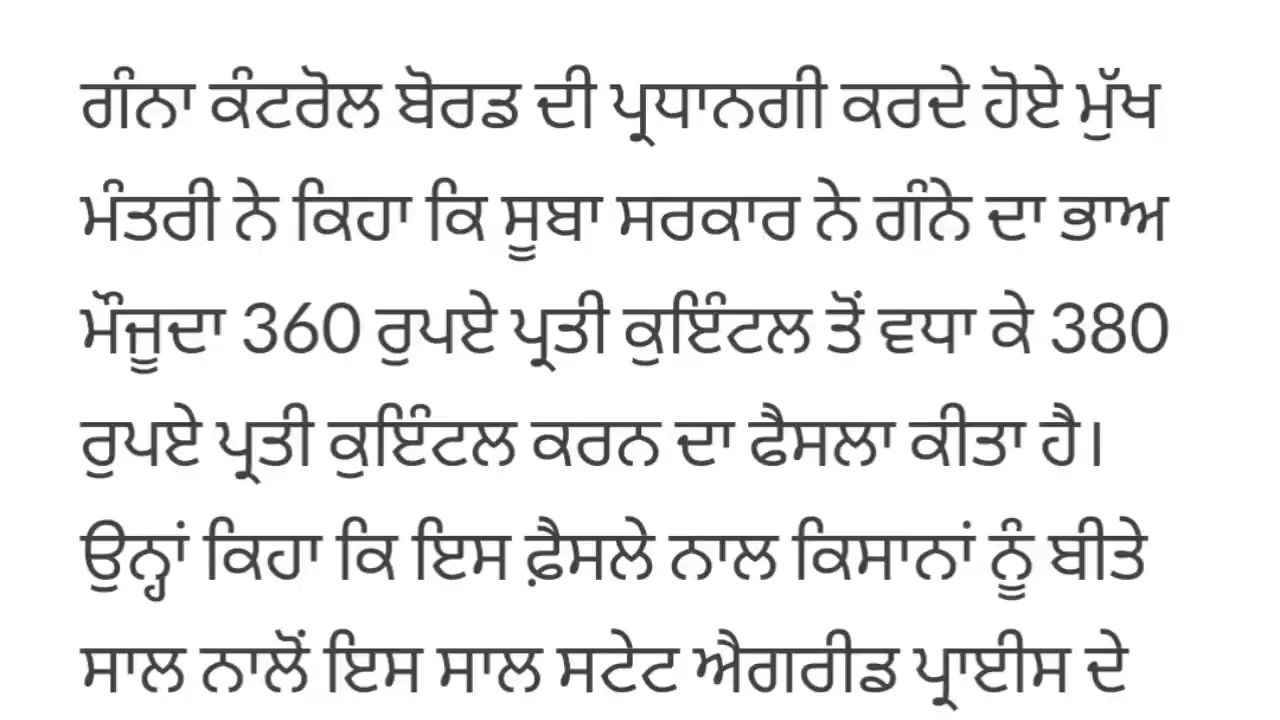 ਗੰਨਾ ਕੰਟਰੋਲ ਬੋਰਡ ਦੀ ਪ੍ਰਧਾਨਗੀ ਕਰਦੇ ਹੋਏ ਮੁੱਖ
ਮੰਤਰੀ ਨੇ ਕਿਹਾ ਕਿ ਸੂਬਾ ਸਰਕਾਰ ਨੇ ਗੰਨੇ ਦਾ ਭਾਅ
ਮੌਜੂਦਾ 360 ਰੁਪਏ ਪ੍ਰਤੀ ਕੁਇੰਟਲ ਤੋਂ ਵਧਾ ਕੇ 380
ਰੁਪਏ ਪ੍ਰਤੀ ਕੁਇੰਟਲ ਕਰਨ ਦਾ ਫੈਸਲਾ ਕੀਤਾ ਹੈ।
ਉਨ੍ਹਾਂ ਕਿਹਾ ਕਿ ਇਸ ਫ਼ੈਸਲੇ ਨਾਲ ਕਿਸਾਨਾਂ ਨੂੰ ਬੀਤੇ
ਸਾਲ ਨਾਲੋਂ ਇਸ ਸਾਲ ਸਟੇਟ ਐਗਰੀਡ ਪ੍ਰਾਈਸ ਦੇ